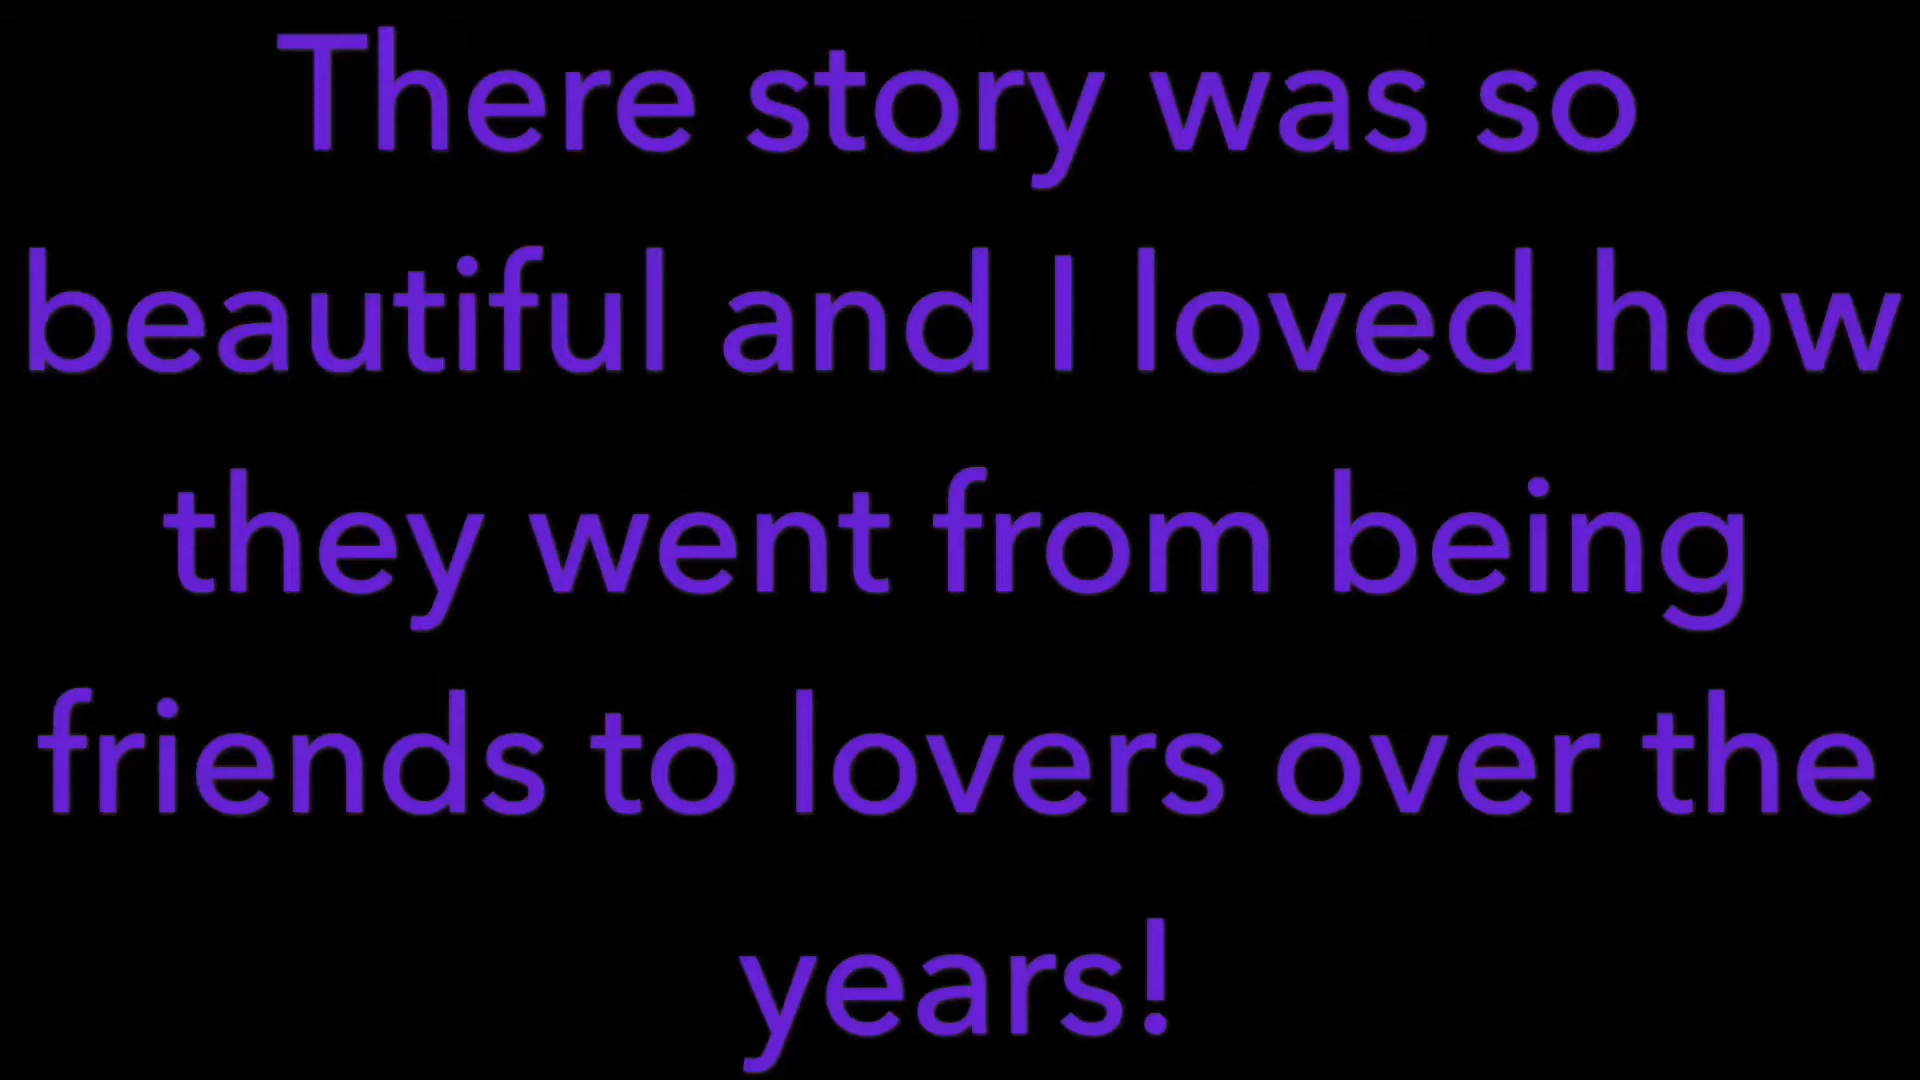 There story was so
beautiful and I loved how
they went from being
friends to lovers over the
years!